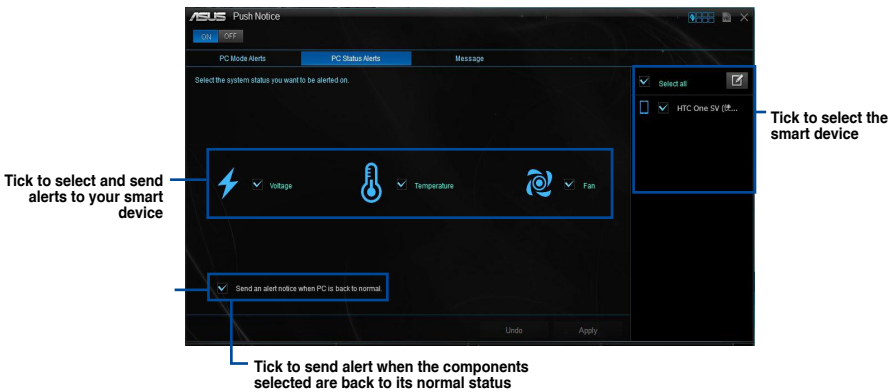 ASUS Push Notice
ON OFF
PC Mode Alerts PC Status Alerts Message
Select the system status you want to be alerted on.
Select all
HTC One SV
Tick to select the
smart device
Tick to select and send
alerts to your smart
device
Voltage
Temperature
Fan
Send an alert notice when PC is back to normal.
Undo Apply
Tick to send alert when the components
selected are back to its normal status